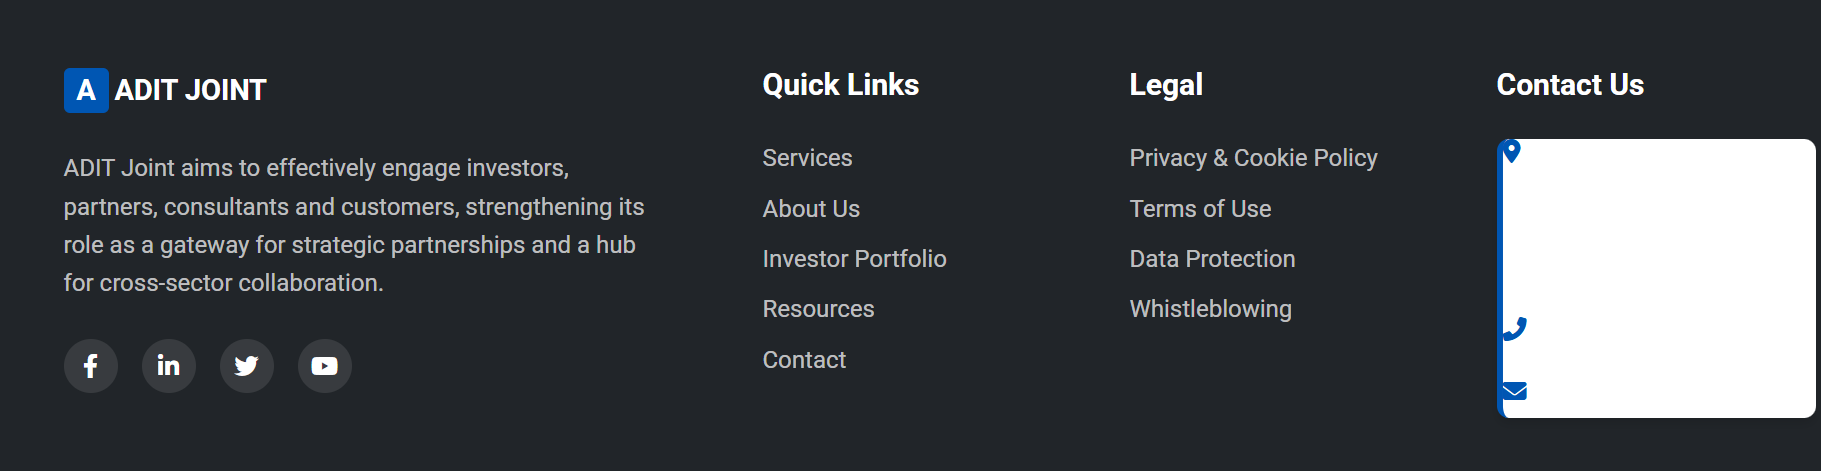 A ADIT JOINT
ADIT Joint aims to effectively engage investors,
partners, consultants and customers, strengthening its
role as a gateway for strategic partnerships and a hub
for cross-sector collaboration.
Quick Links
Services
About Us
Investor Portfolio
Resources
Contact
Legal
Privacy & Cookie Policy
Terms of Use
Data Protection
Whistleblowing
Contact Us